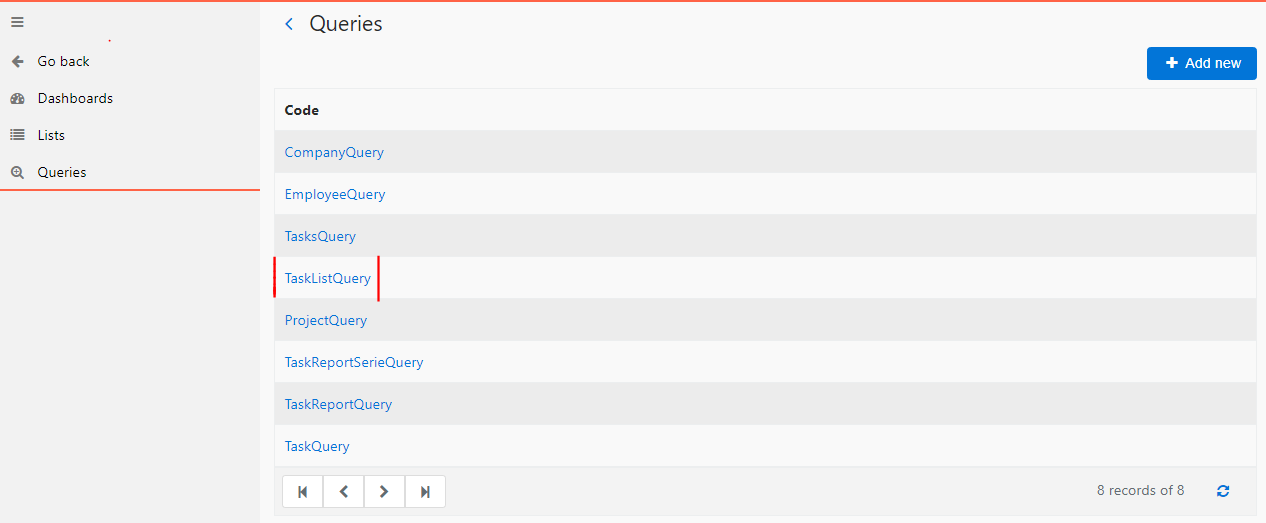 Queries
Go back
Add new
Dashboards
Code
Lists
CompanyQuery
Queries
EmployeeQuery
TasksQuery
TaskListQuery
ProjectQuery
TaskReportSerieQuery
TaskReportQuery
TaskQuery
8 records of 8